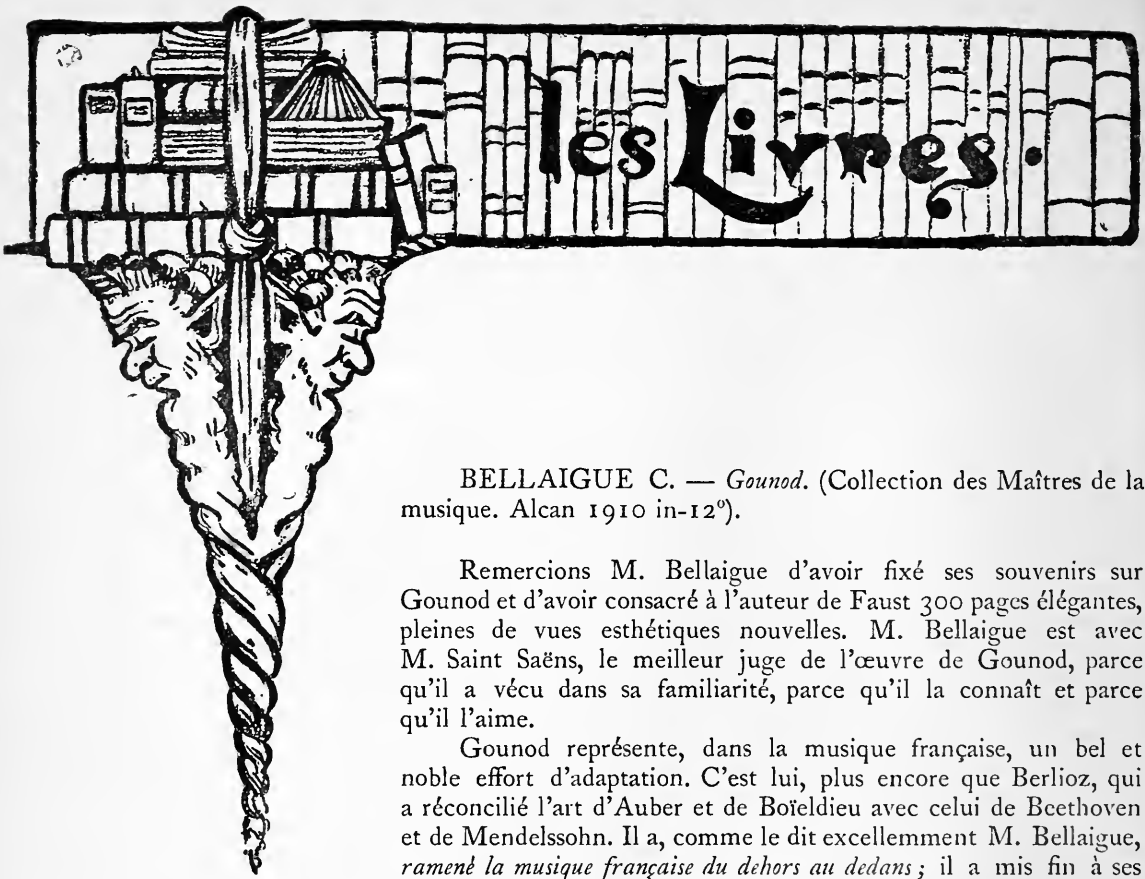 les Livres.
BELLAIGUE C. — Gounod. (Collection des Maîtres de la
musique. Alcan 1910 in-12°).
Remercions M. Bellaigue d'avoir fixé ses souvenirs sur
Gounod et d'avoir consacré à l'auteur de Faust 300 pages élégantes,
pleines de vues esthétiques nouvelles. M. Bellaigue est avec
M. Saint Saëns, le meilleur juge de l'œuvre de Gounod, parce
qu'il a vécu dans sa familiarité, parce qu'il la connaît et parce
qu'il l'aime.
Gounod représente, dans la musique française, un bel et
noble effort d'adaptation. C'est lui, plus encore que Berlioz, qui
a réconcilié l'art d'Auber et de Boïeldieu avec celui de Beethoven
et de Mendelssohn. Il a, comme le dit excellemment M. Bellaigue,
ramené la musique française du dehors au dedans ; il a mis fin à ses